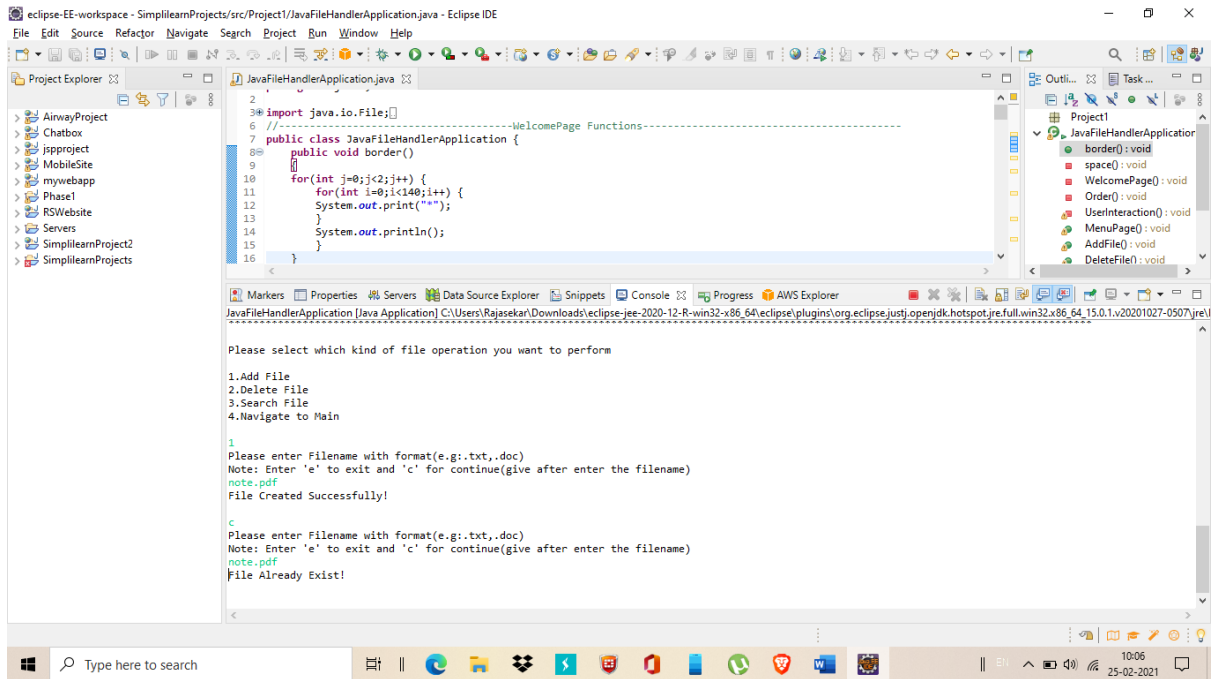 eclipse-EE-workspace - SimplilearnProjects/src/Project1/JavaFileHandlerApplication.java - Eclipse IDE
File Edit Source Refactor Navigate Search Project Run Window Help
Project Explorer
AirwayProject
Chatbox
jspproject
MobileSite
mywebapp
Phase1
RSWebsite
Servers
SimplilearnProject2
SimplilearnProjects
JavaFileHandlerApplication.java
2
3 import java.io.File;
6 //-----------------------------------WelcomePage Functions---------------------------------------
7 public class JavaFileHandlerApplication {
8 public void border()
9 {
10 for(int j=0;j<2;j++) {
11 for(int i=0;i<140;i++) {
12 System.out.print("*");
13 }
14 System.out.println();
15 }
16 }
Outli... Task ...
Project1
JavaFileHandlerApplication
border() : void
space() : void
WelcomePage() : void
Order() : void
UserInteraction() : void
MenuPage() : void
AddFile() : void
DeleteFile() : void
Markers Properties Servers Data Source Explorer Snippets Console Progress AWS Explorer
JavaFileHandlerApplication [Java Application] C:\Users\Rajasekar\Downloads\eclipse-jee-2020-12-R-win32-x86_64\eclipse\plugins\org.eclipse.justj.openjdk.hotspot.jre.full.win32.x86_64_15.0.1.v20201027-0507\jre\
********************************************************************************************************************************************
Please select which kind of file operation you want to perform
1.Add File
2.Delete File
3.Search File
4.Navigate to Main
1
Please enter Filename with format(e.g:.txt,.doc)
Note: Enter 'e' to exit and 'c' for continue(give after enter the filename)
note.pdf
File Created Successfully!
c
Please enter Filename with format(e.g:.txt,.doc)
Note: Enter 'e' to exit and 'c' for continue(give after enter the filename)
note.pdf
File Already Exist!
Type here to search
EN
10:06
25-02-2021